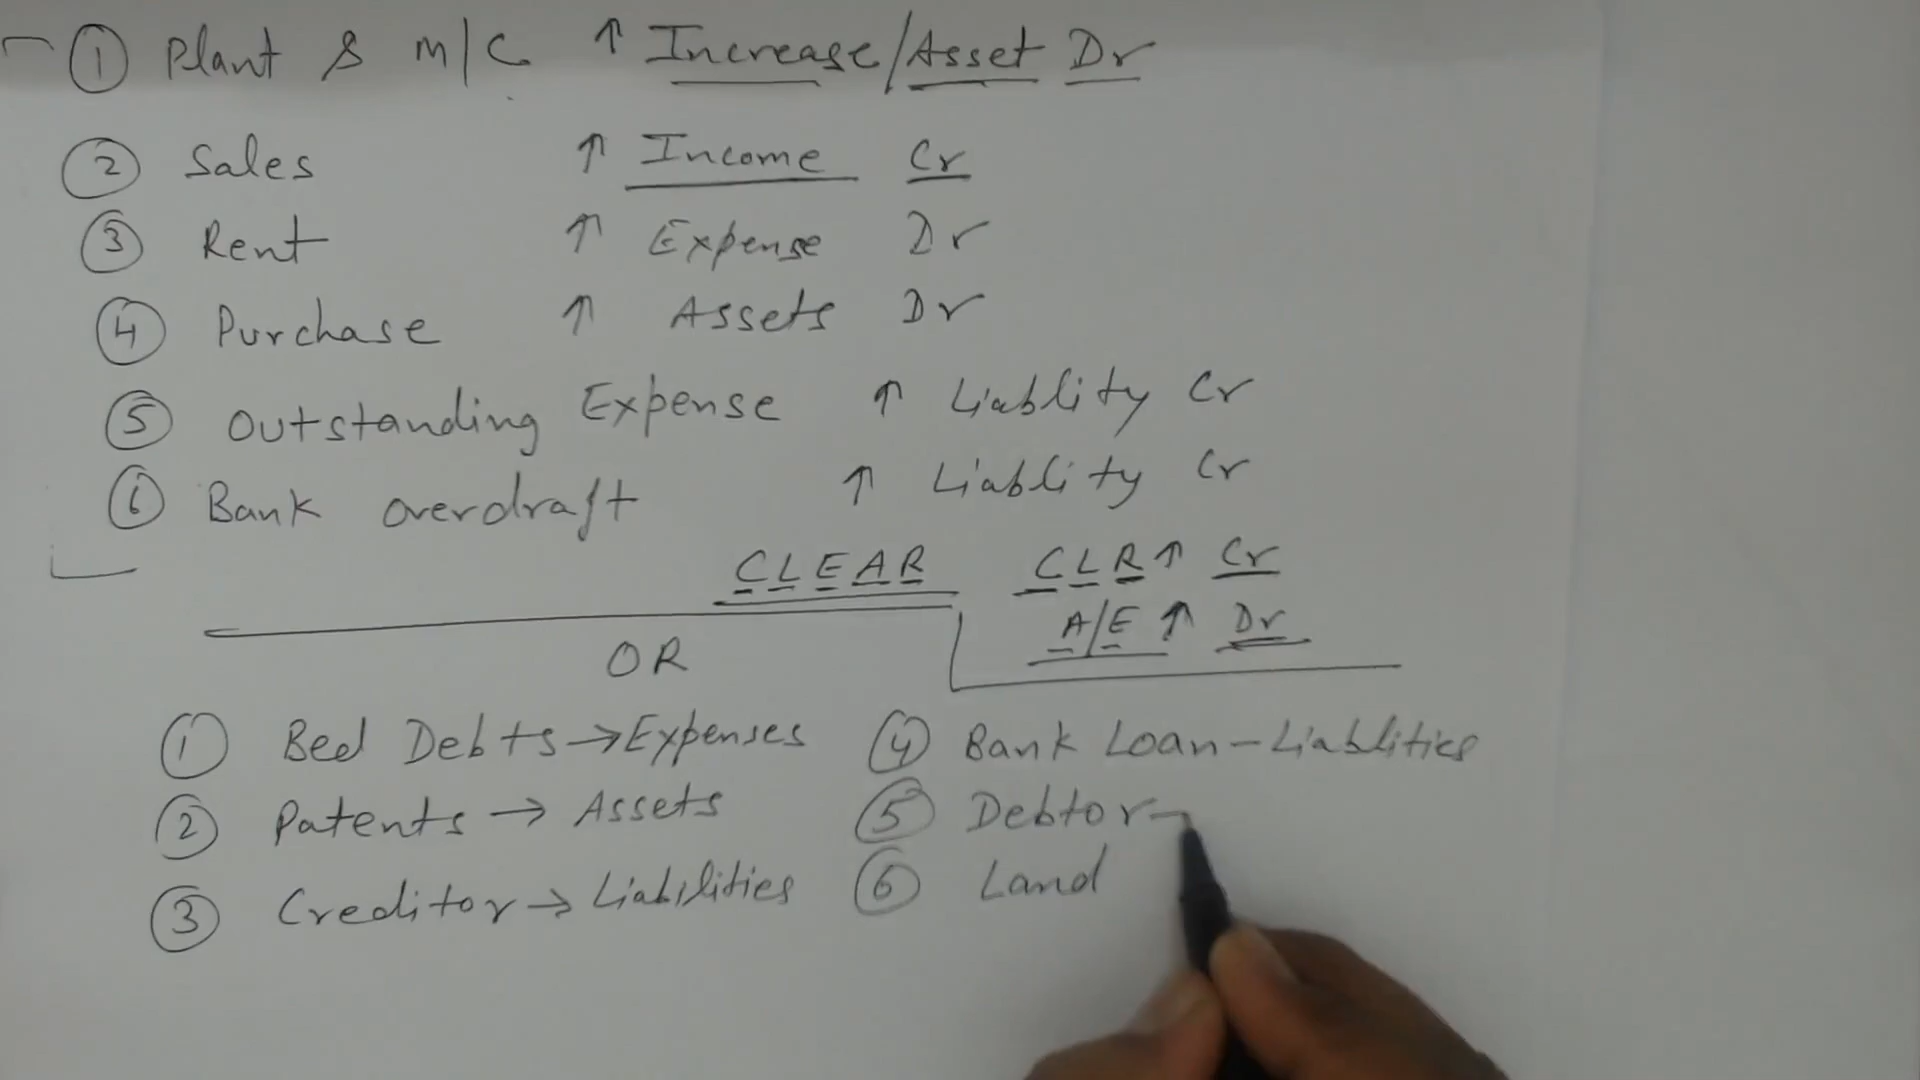 ① Plant & M/C ↑ Increase/Asset Dr
② Sales ↑ Income Cr
③ Rent ↑ Expense Dr
④ Purchase ↑ Assets Dr
⑤ Outstanding Expense ↑ Liablity Cr
⑥ Bank overdraft ↑ Liablity Cr
CLEAR CLR ↑ Cr
A/E ↑ Dr
OR
① Bed Debts → Expenses
② Patents → Assets
③ Creditor → Liabilities
④ Bank Loan - Liablities
⑤ Debtor -
⑥ Land